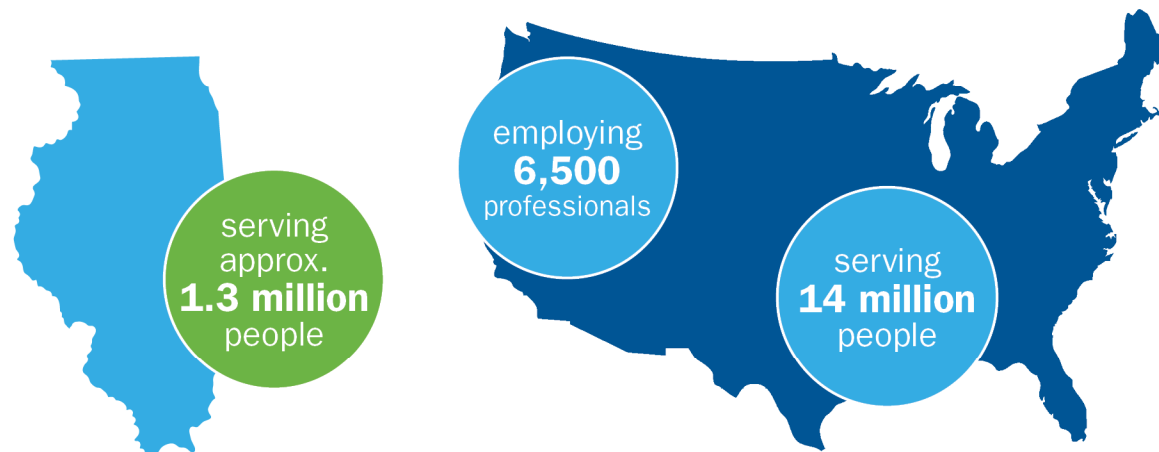 serving
approx.
1.3 million
people
employing
6,500
professionals
serving
14 million
people